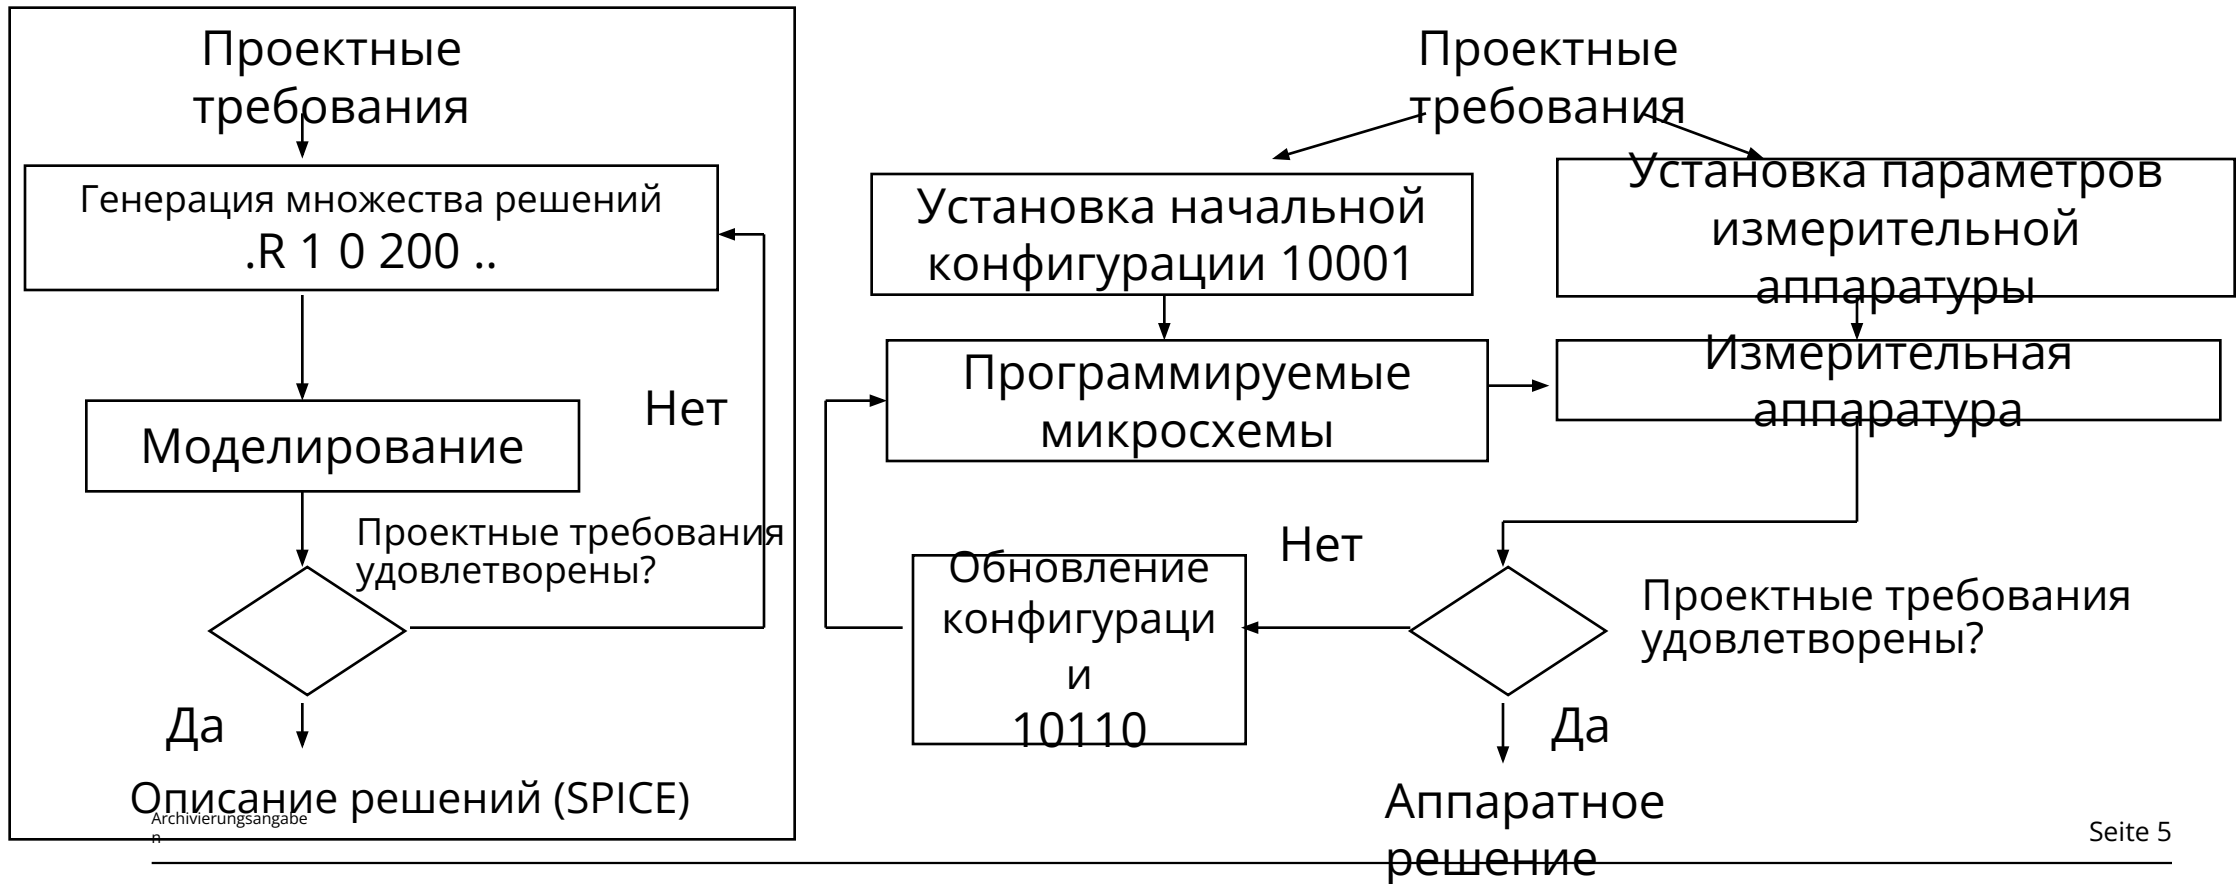 Проектные
требования
Генерация множества решений
.R 1 0 200 ..
Нет
Моделирование
Проектные требования
удовлетворены?
Да
Описание решений (SPICE)
Проектные
требования
Установка начальной
конфигурации 10001
Установка параметров
измерительной
аппаратуры
Программируемые
микросхемы
Измерительная
аппаратура
Нет
Обновление
конфигураци
и
10110
Проектные требования
удовлетворены?
Да
Аппаратное
решение
Archivierungsangabe
n
Seite 5